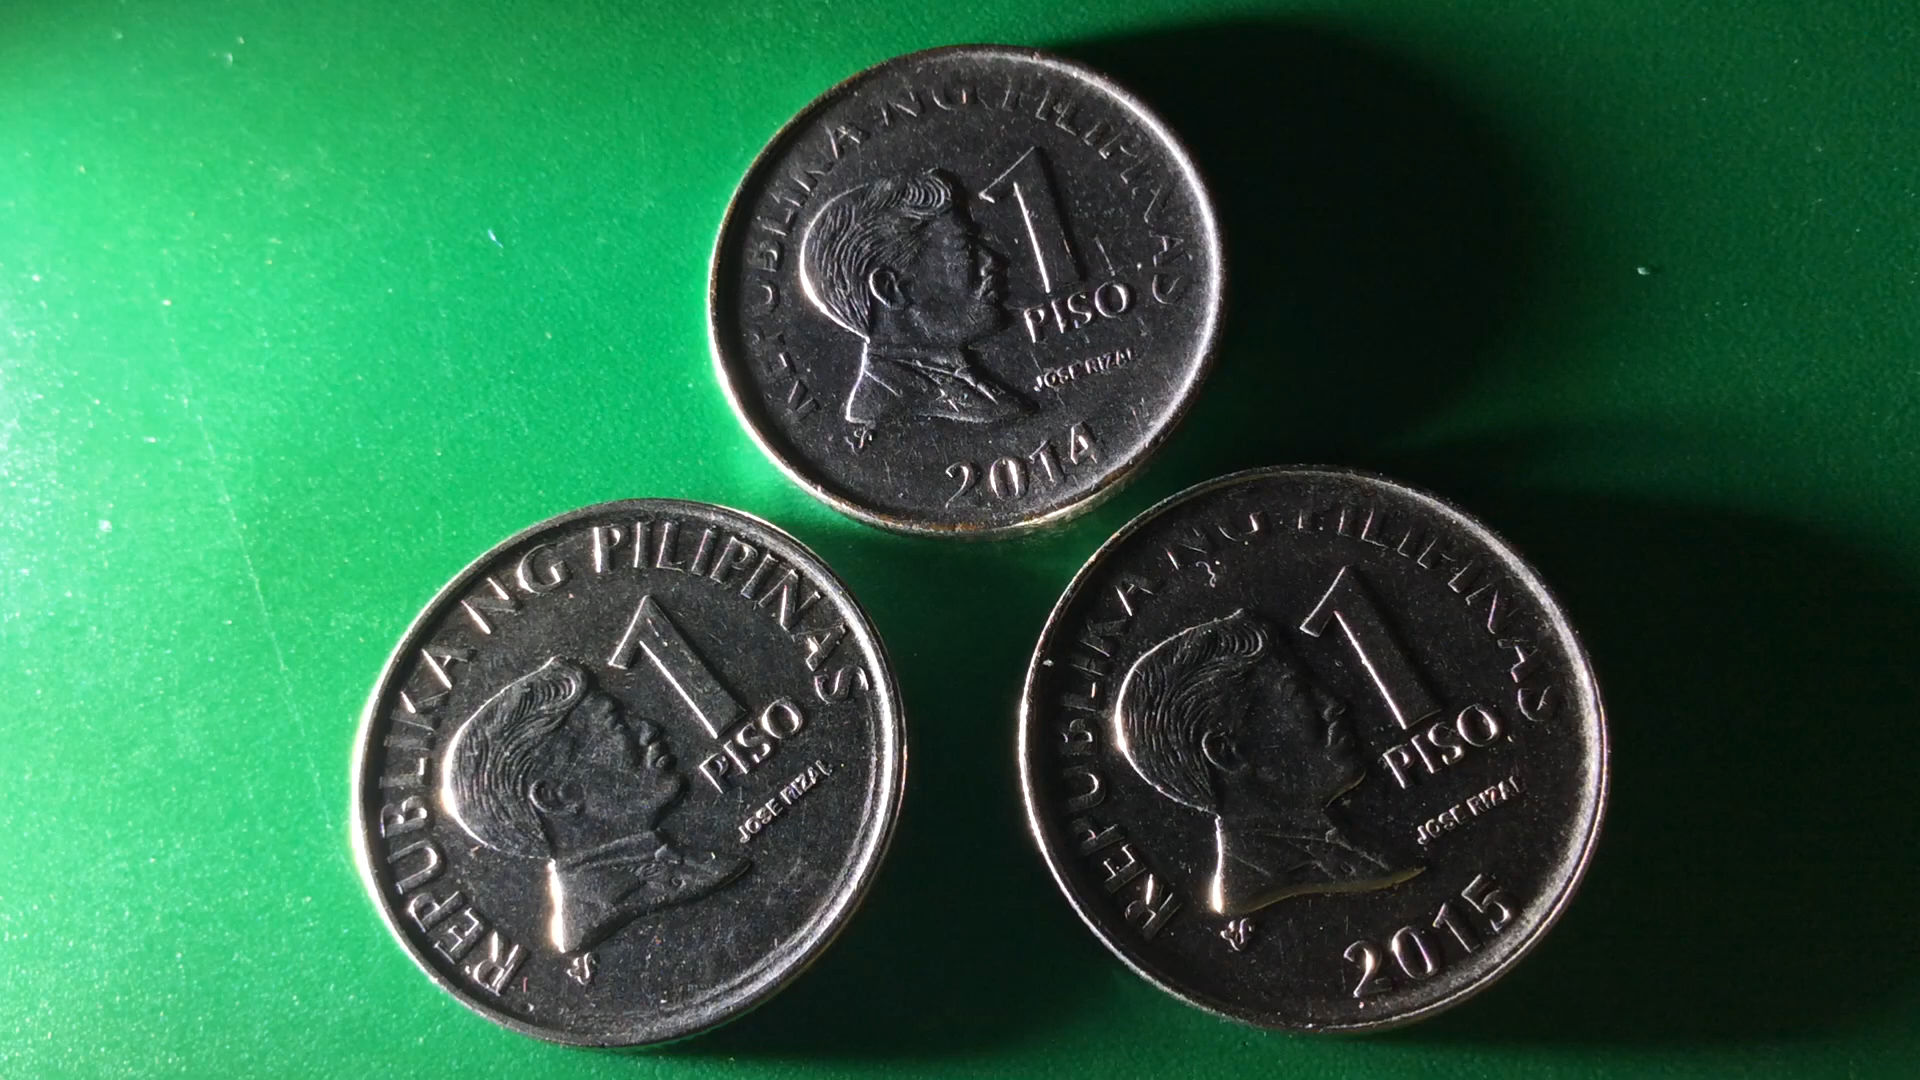 REPUBLIKA NG PILIPINAS
1
PISO
JOSE RIZAL
2014
REPUBLIKA NG PILIPINAS
1
PISO
JOSE RIZAL
REPUBLIKA NG PILIPINAS
1
PISO
JOSE RIZAL
2015